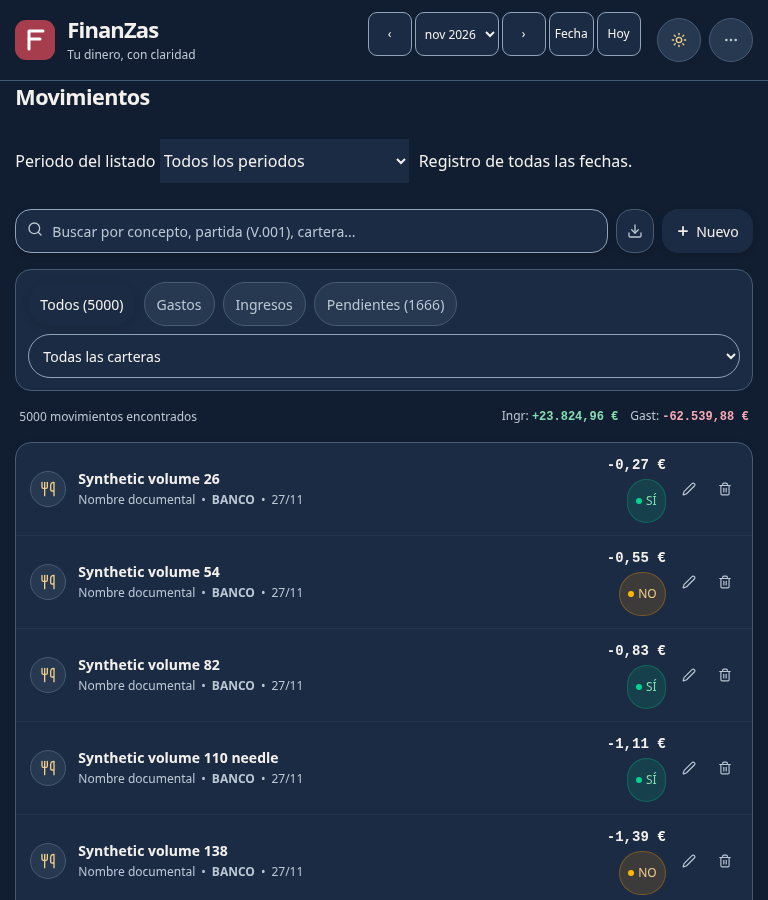 FinanZas
Tu dinero, con claridad
‹ nov 2026 › Fecha Hoy ...
Movimientos
Periodo del listado Todos los periodos Registro de todas las fechas.
Buscar por concepto, partida (V.001), cartera...
+ Nuevo
Todos (5000) Gastos Ingresos Pendientes (1666)
Todas las carteras
5000 movimientos encontrados Ingr: +23.824,96 € Gast: -62.539,88 €
Synthetic volume 26
Nombre documental • BANCO • 27/11
-0,27 €
SÍ
Synthetic volume 54
Nombre documental • BANCO • 27/11
-0,55 €
NO
Synthetic volume 82
Nombre documental • BANCO • 27/11
-0,83 €
SÍ
Synthetic volume 110 needle
Nombre documental • BANCO • 27/11
-1,11 €
SÍ
Synthetic volume 138
Nombre documental • BANCO • 27/11
-1,39 €
NO